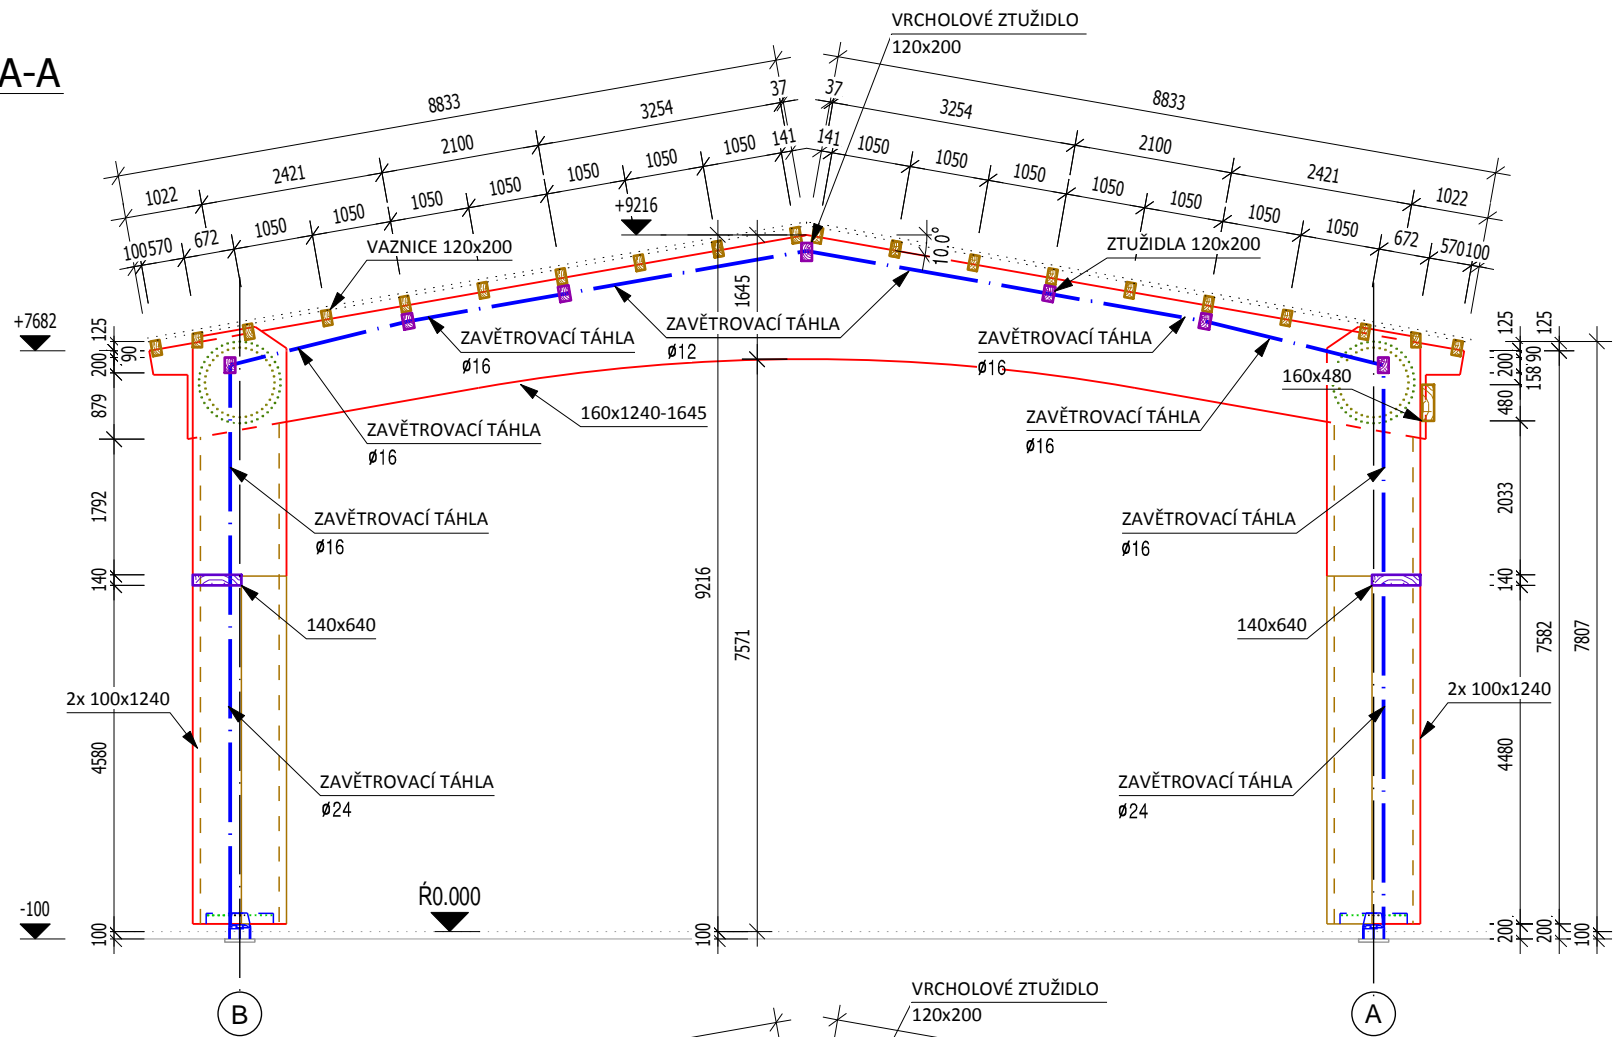 A-A
VRCHOLOVÉ ZTUŽIDLO
120x200
8833
8833
37
37
3254
3254
2100
2100
2421
2421
1022
1022
141
141
1050
1050
1050
1050
1050
1050
1050
1050
1050
1050
1050
1050
1050
1050
672
672
570
570
100
100
+9216
VAZNICE 120x200
ZTUŽIDLA 120x200
10.0°
1645
+7682
125
90
200
879
1792
140
4580
100
-100
ZAVĚTROVACÍ TÁHLA
Ø16
ZAVĚTROVACÍ TÁHLA
Ø12
ZAVĚTROVACÍ TÁHLA
Ø16
160x480
160x1240-1645
ZAVĚTROVACÍ TÁHLA
Ø16
ZAVĚTROVACÍ TÁHLA
Ø16
ZAVĚTROVACÍ TÁHLA
Ø16
ZAVĚTROVACÍ TÁHLA
Ø16
140x640
140x640
9216
7571
100
2x 100x1240
2x 100x1240
ZAVĚTROVACÍ TÁHLA
Ø24
ZAVĚTROVACÍ TÁHLA
Ø24
Ŕ0.000
125
200
158
480
2033
140
4480
200
125
90
7582
200
7807
100
B
A
VRCHOLOVÉ ZTUŽIDLO
120x200